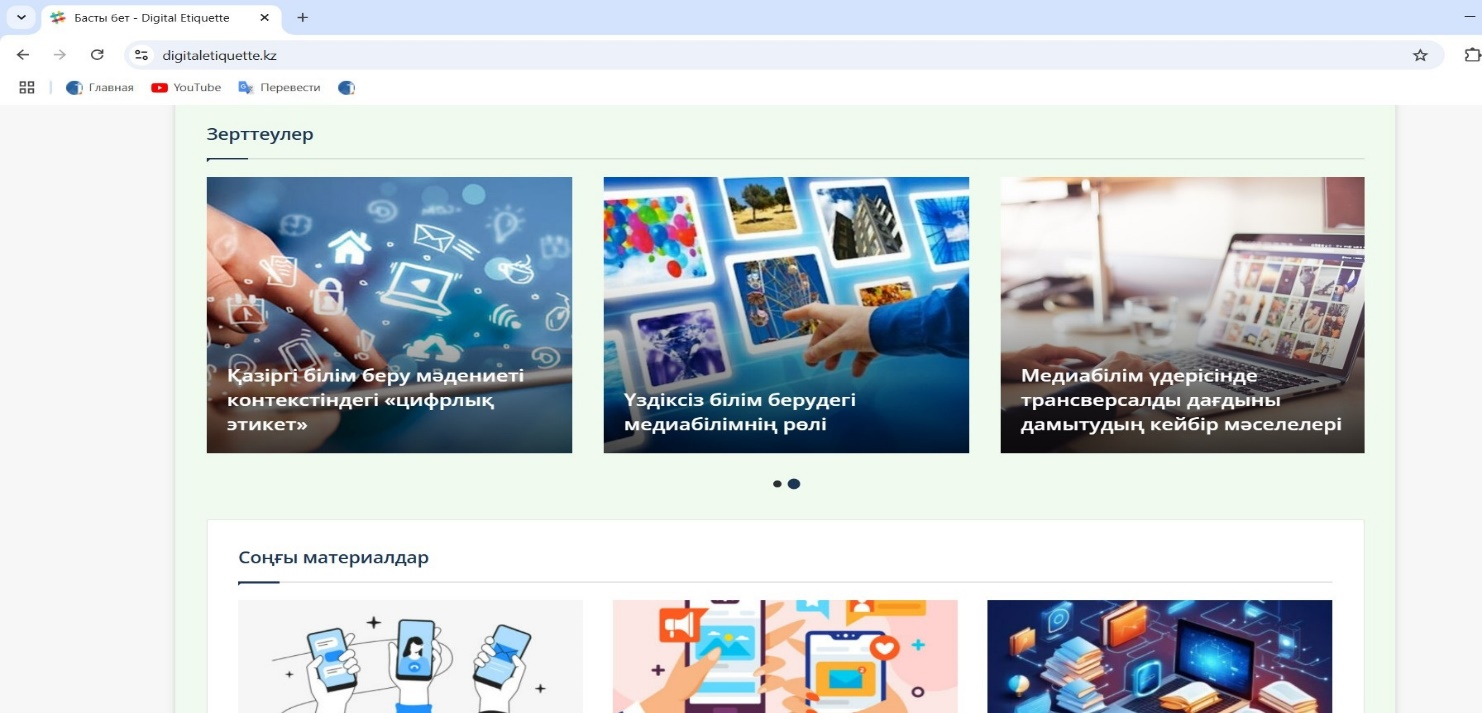 Басты бет - Digital Etiquette
digitaletiquette.kz
Главная YouTube Перевести
Зерттеулер
Қазіргі білім беру мәдениеті
контекстіндегі «цифрлық
этикет»
Үздіксіз білім берудегі
медиабілімнің рөлі
Медиабілім үдерісінде
трансверсалды дағдыны
дамытудың кейбір мәселелері
Соңғы материалдар